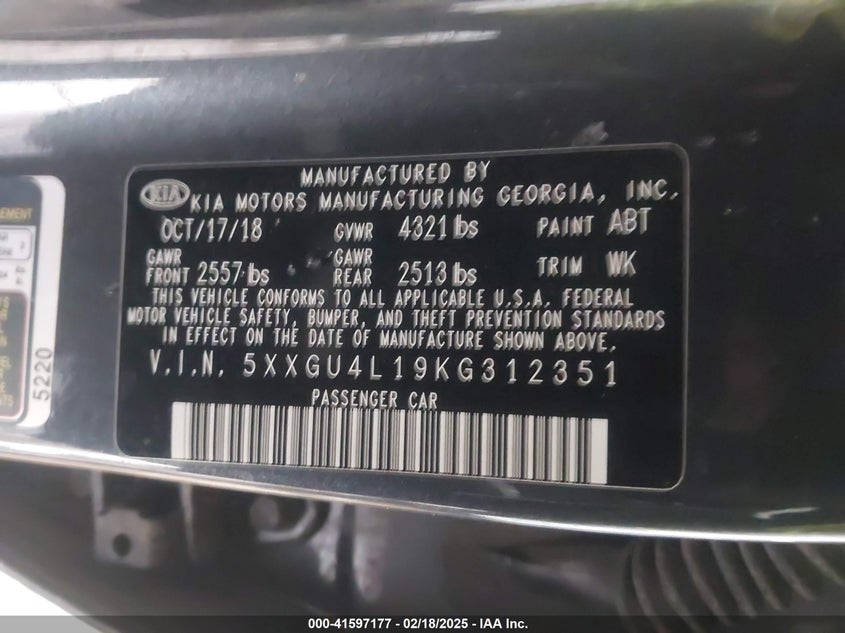 MANUFACTURED BY
KIA KIA MOTORS MANUFACTURING GEORGIA, INC.
OCT/17/18 GVWR 4321 lbs PAINT ABT
GAWR FRONT 2557 lbs GAWR REAR 2513 lbs TRIM WK
THIS VEHICLE CONFORMS TO ALL APPLICABLE U.S.A. FEDERAL
MOTOR VEHICLE SAFETY, BUMPER, AND THEFT PREVENTION STANDARDS
IN EFFECT ON THE DATE OF MANUFACTURE SHOWN ABOVE.
V.I.N. 5XXGU4L19KG312351
PASSENGER CAR
5220
000-41597177 - 02/18/2025 - IAA Inc.